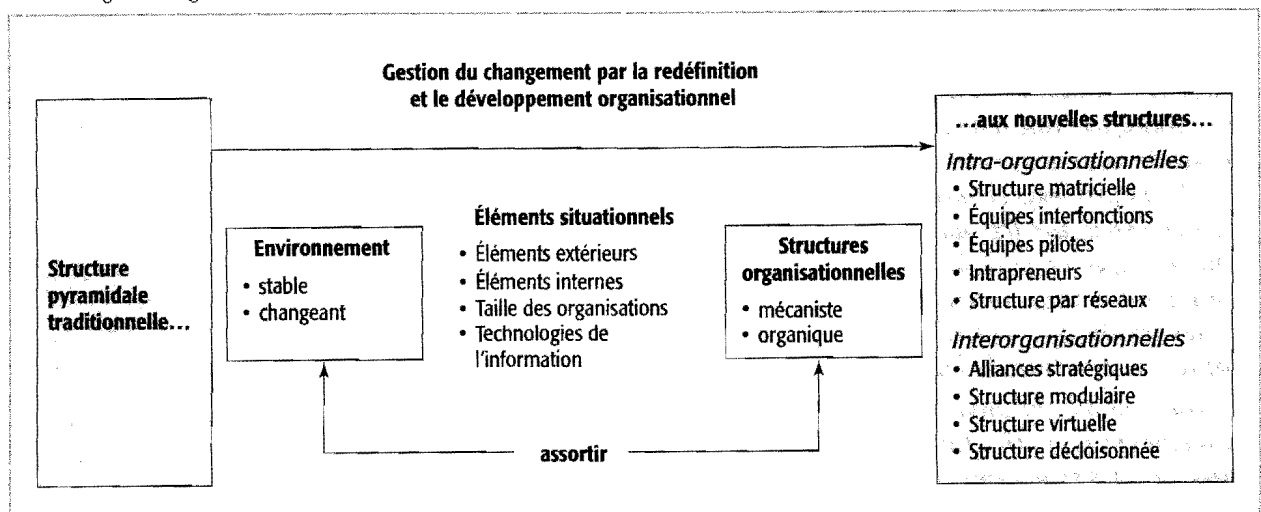 Gestion du changement par la redéfinition
et le développement organisationnel
Structure
pyramidale
traditionnelle…
Environnement
• stable
• changeant
Éléments situationnels
• Éléments extérieurs
• Éléments internes
• Taille des organisations
• Technologies de
l'information
Structures
organisationnelles
• mécaniste
• organique
assortir
…aux nouvelles structures…
Intra-organisationnelles
• Structure matricielle
• Équipes interfonctions
• Équipes pilotes
• Intrapreneurs
• Structure par réseaux
Interorganisationnelles
• Alliances stratégiques
• Structure modulaire
• Structure virtuelle
• Structure décloisonnée